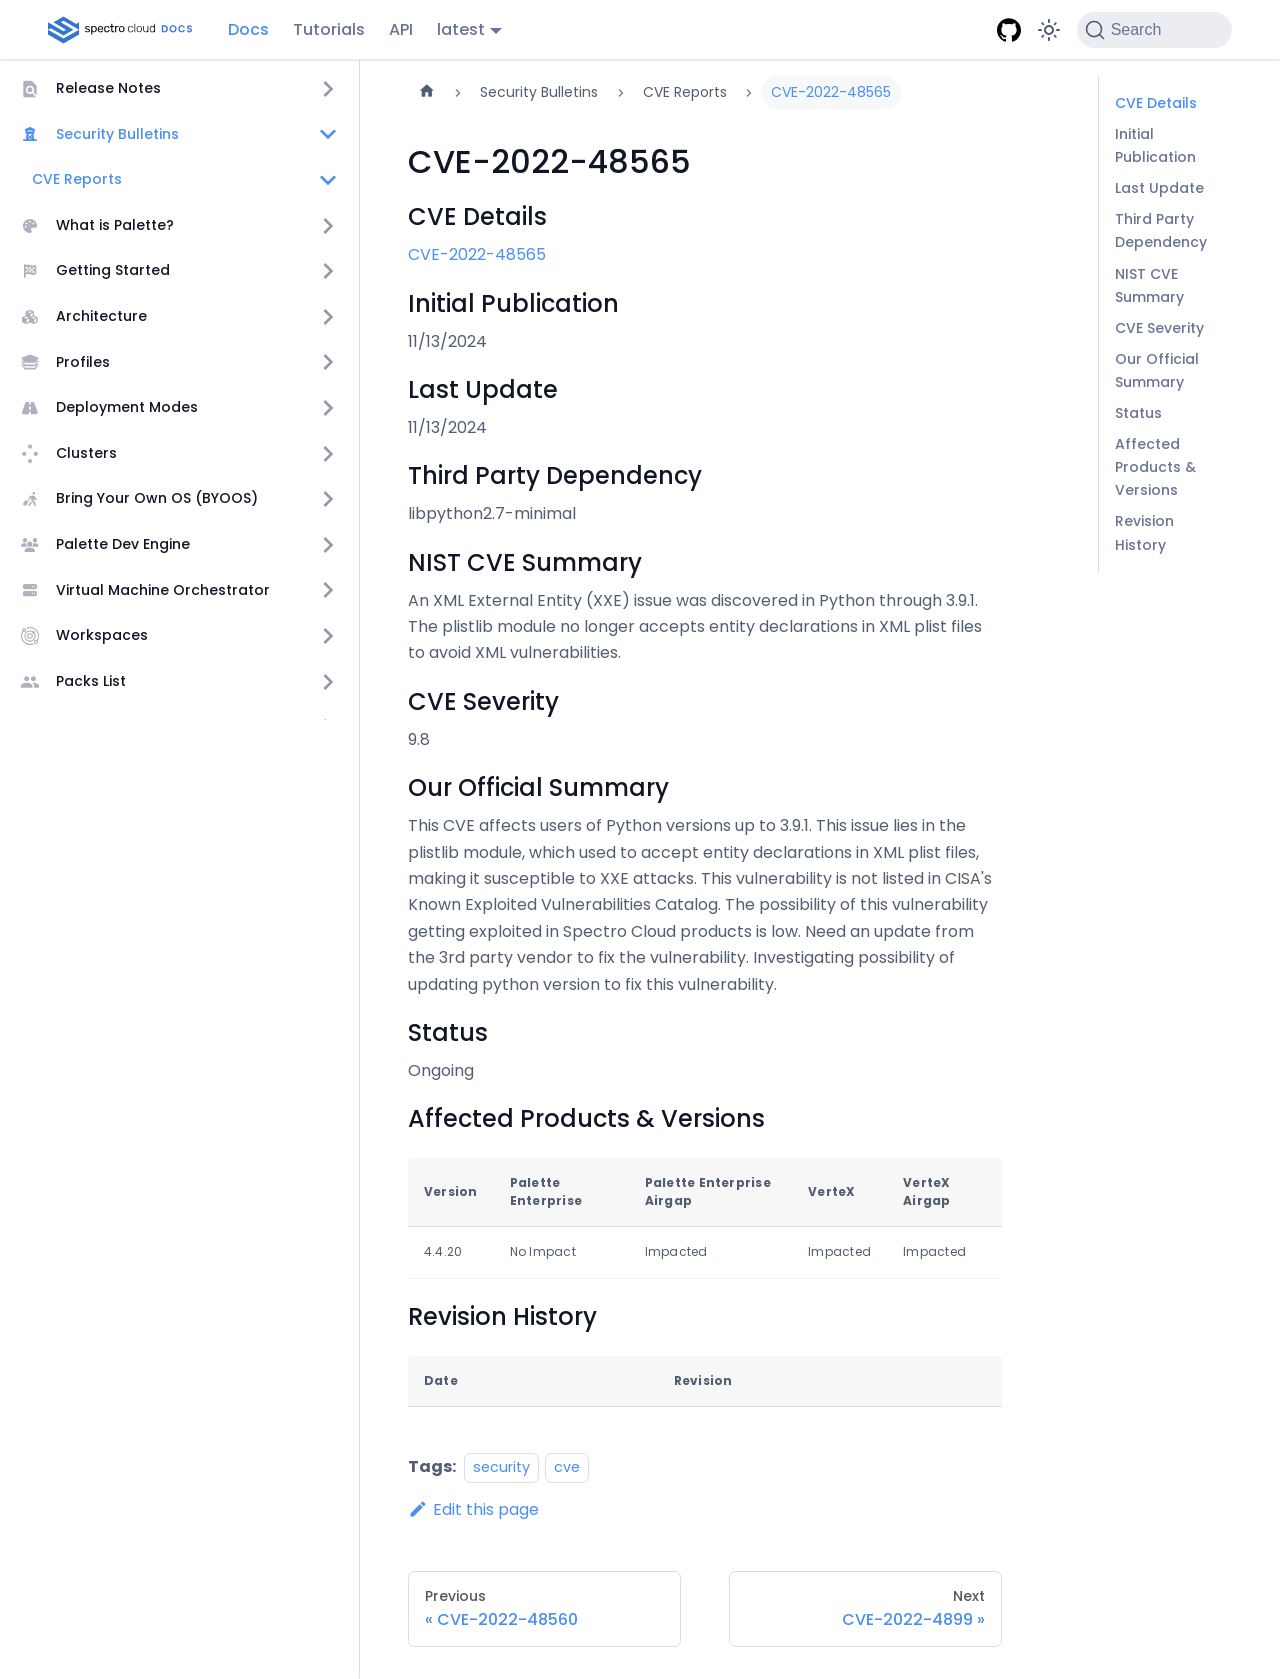 spectro cloud DOCS
Docs
Tutorials
API
latest
Search
Release Notes
Security Bulletins
CVE Reports
What is Palette?
Getting Started
Architecture
Profiles
Deployment Modes
Clusters
Bring Your Own OS (BYOOS)
Palette Dev Engine
Virtual Machine Orchestrator
Workspaces
Packs List
Security Bulletins
CVE Reports
CVE-2022-48565
CVE-2022-48565
CVE Details
CVE-2022-48565
Initial Publication
11/13/2024
Last Update
11/13/2024
Third Party Dependency
libpython2.7-minimal
NIST CVE Summary
An XML External Entity (XXE) issue was discovered in Python through 3.9.1.
The plistlib module no longer accepts entity declarations in XML plist files
to avoid XML vulnerabilities.
CVE Severity
9.8
Our Official Summary
This CVE affects users of Python versions up to 3.9.1. This issue lies in the
plistlib module, which used to accept entity declarations in XML plist files,
making it susceptible to XXE attacks. This vulnerability is not listed in CISA's
Known Exploited Vulnerabilities Catalog. The possibility of this vulnerability
getting exploited in Spectro Cloud products is low. Need an update from
the 3rd party vendor to fix the vulnerability. Investigating possibility of
updating python version to fix this vulnerability.
Status
Ongoing
Affected Products & Versions
Version
Palette
Enterprise
Palette Enterprise
Airgap
VerteX
VerteX
Airgap
4.4.20
No Impact
Impacted
Impacted
Impacted
Revision History
Date
Revision
Tags:
security
cve
Edit this page
Previous
« CVE-2022-48560
Next
CVE-2022-4899 »
CVE Details
Initial
Publication
Last Update
Third Party
Dependency
NIST CVE
Summary
CVE Severity
Our Official
Summary
Status
Affected
Products &
Versions
Revision
History